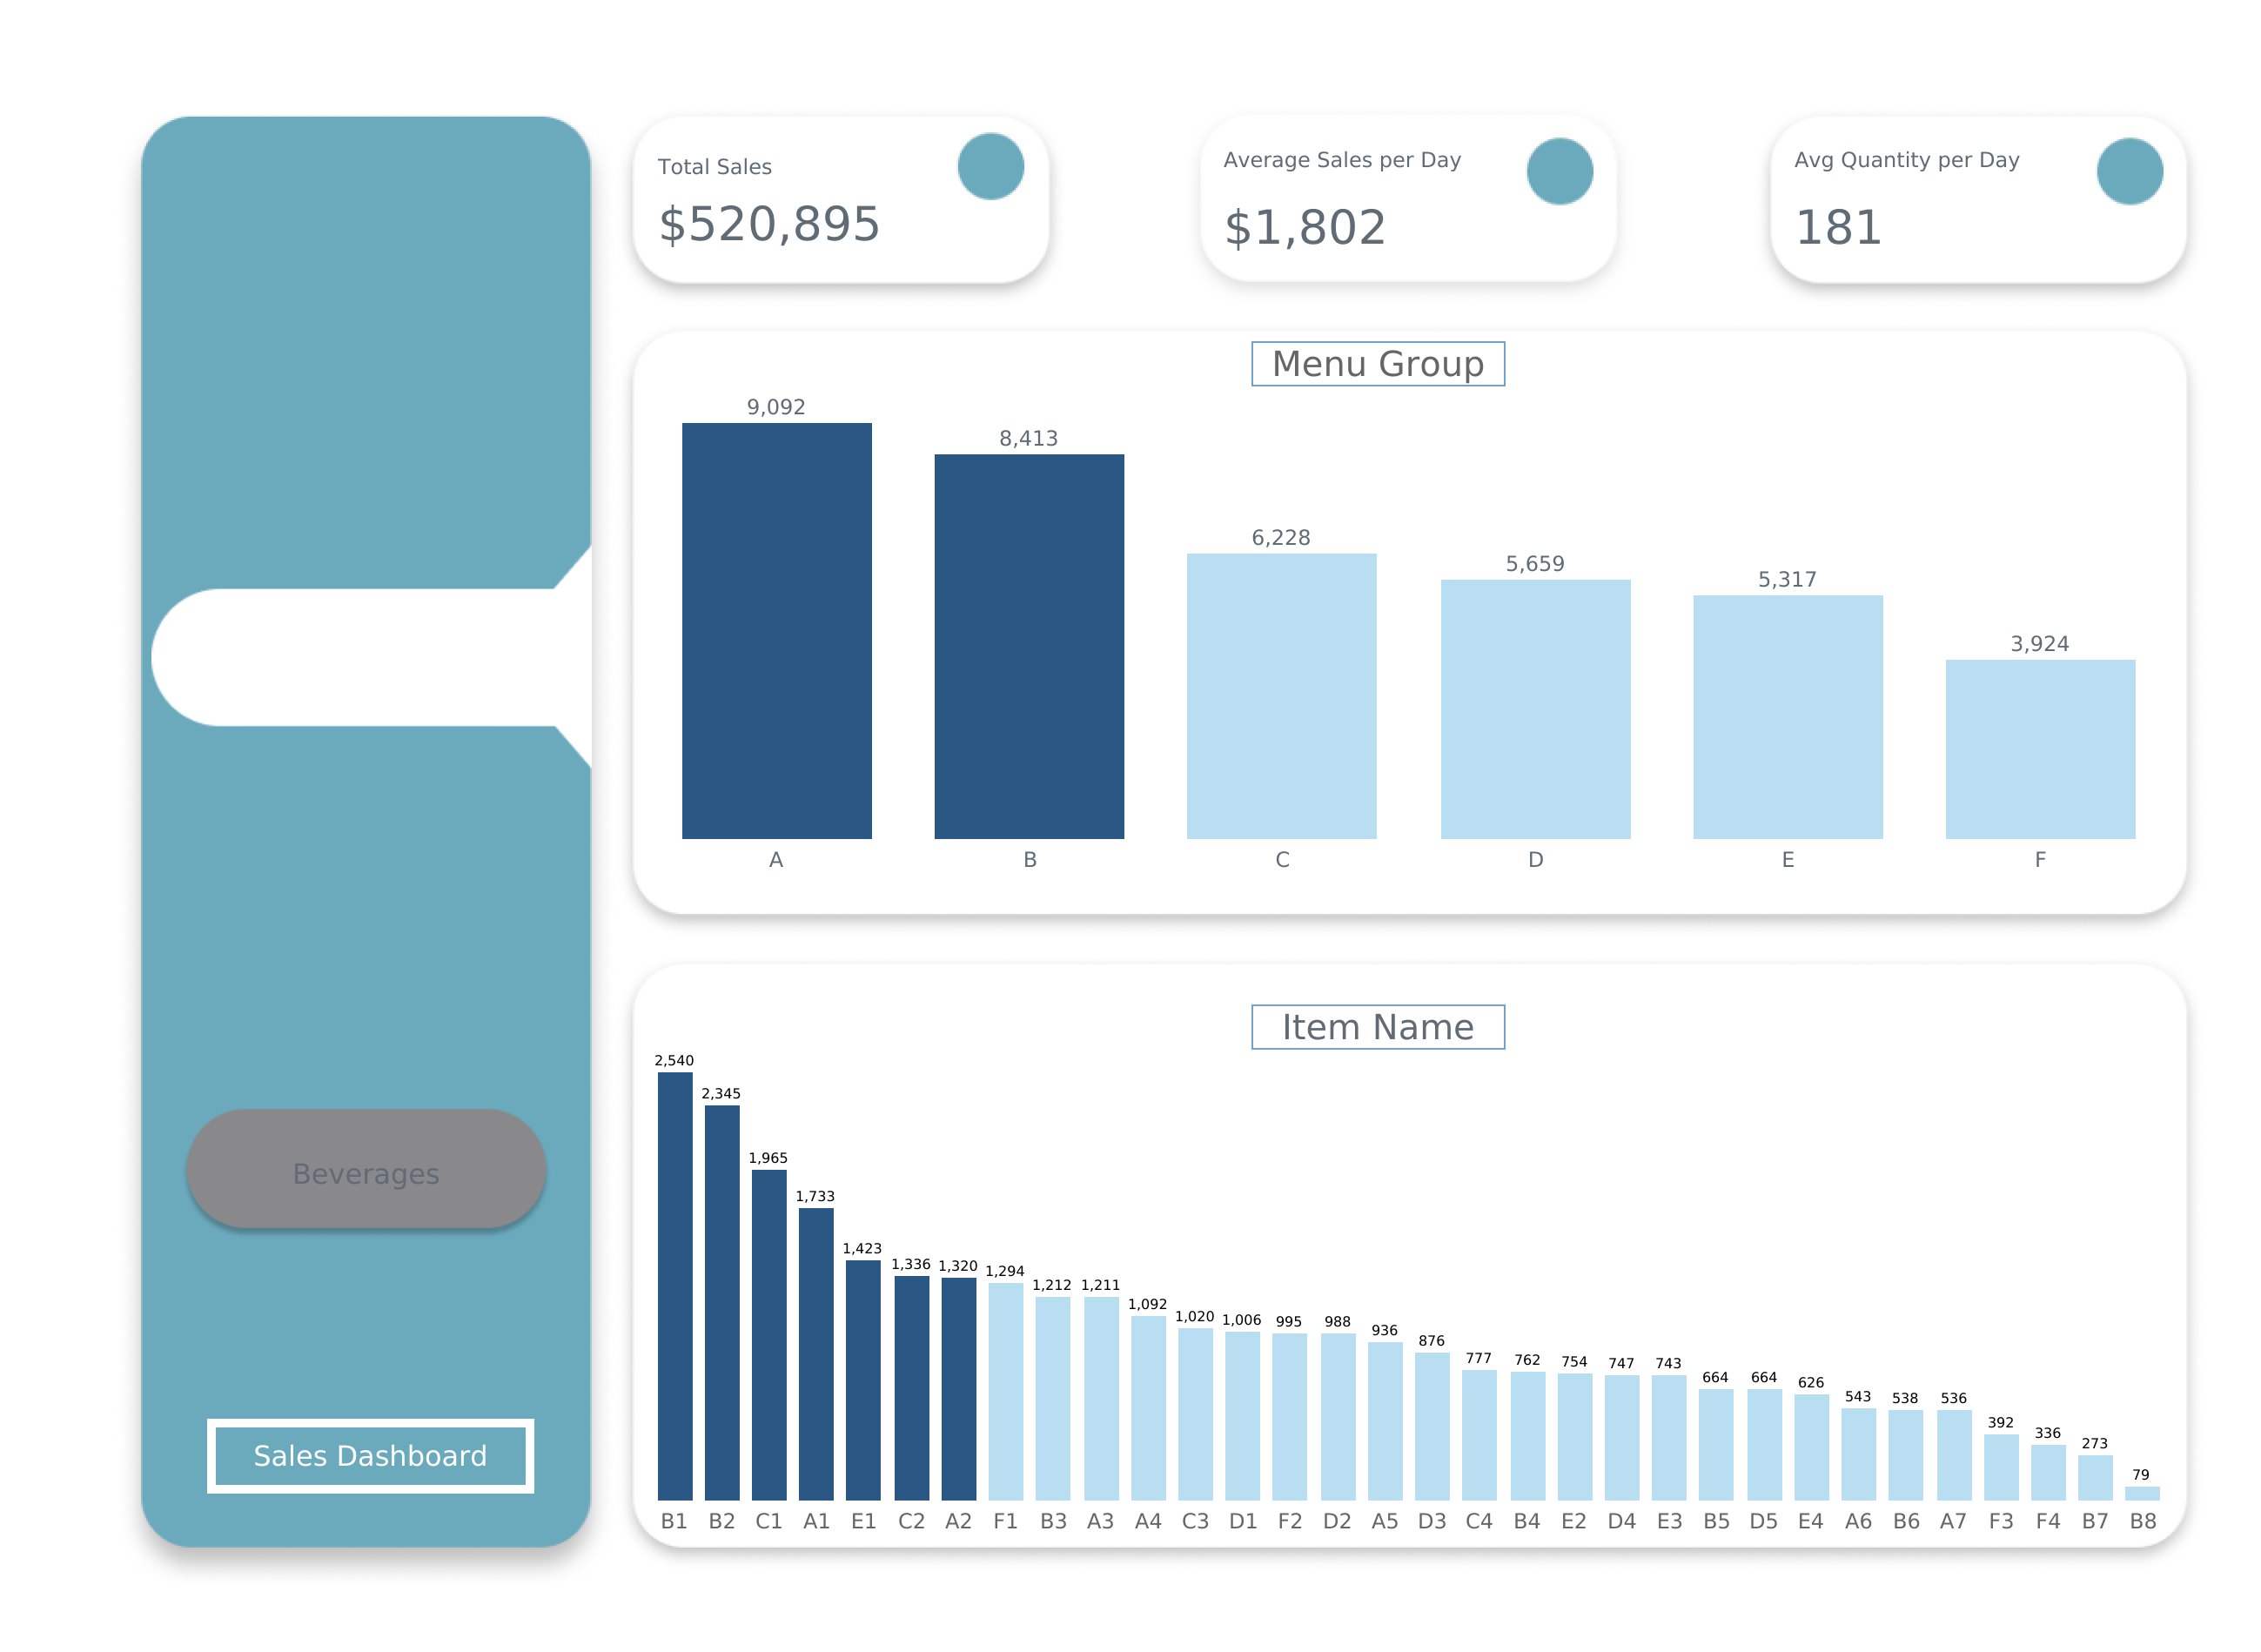 Total Sales
$520,895
Average Sales per Day
$1,802
Avg Quantity per Day
181
Menu Group
9,092
8,413
6,228
5,659
5,317
3,924
A B C D E F
Item Name
2,540
2,345
1,965
1,733
1,423
1,336 1,320 1,294
1,212 1,211
1,092
1,020 1,006 995 988
936
876
777 762 754 747 743
664 664 626
543 538 536
392
336
273
79
B1 B2 C1 A1 E1 C2 A2 F1 B3 A3 A4 C3 D1 F2 D2 A5 D3 C4 B4 E2 D4 E3 B5 D5 E4 A6 B6 A7 F3 F4 B7 B8
Beverages
Sales Dashboard